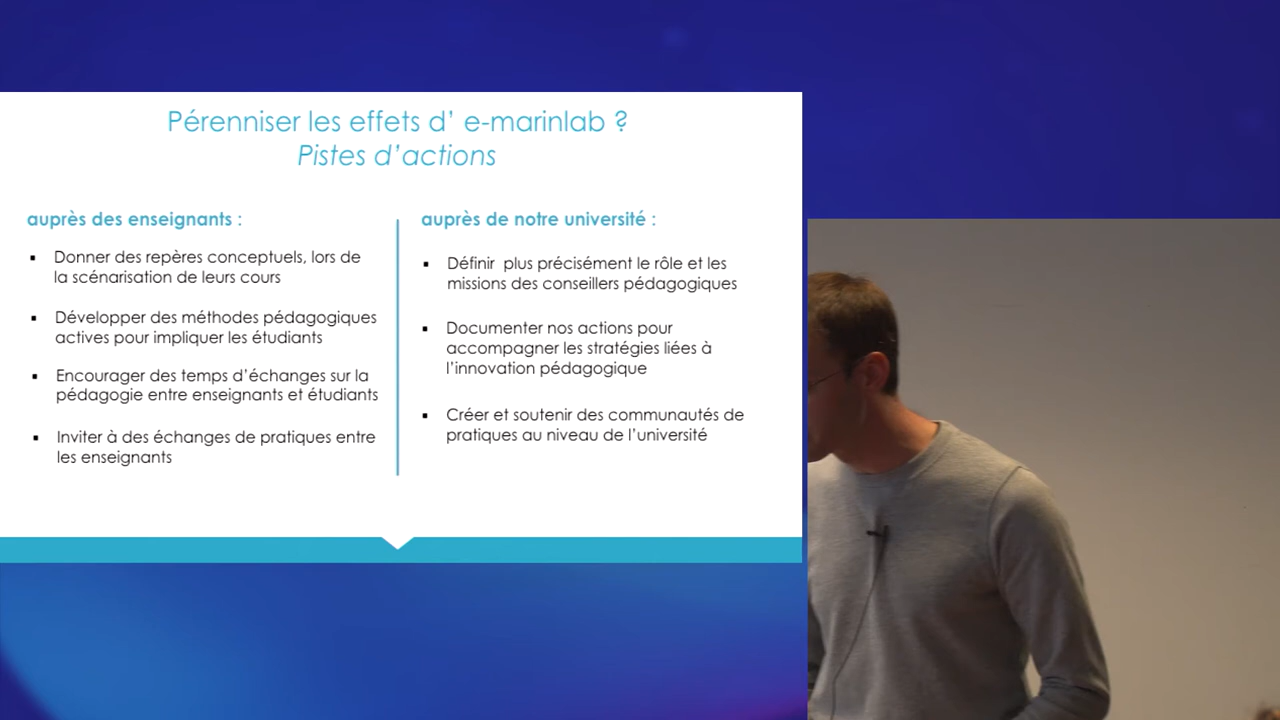 Pérenniser les effets d’ e-marinlab ?
Pistes d’actions
auprès des enseignants :
▪ Donner des repères conceptuels, lors de
la scénarisation de leurs cours
▪ Développer des méthodes pédagogiques
actives pour impliquer les étudiants
▪ Encourager des temps d’échanges sur la
pédagogie entre enseignants et étudiants
▪ Inviter à des échanges de pratiques entre
les enseignants
auprès de notre université :
▪ Définir  plus précisément le rôle et les
missions des conseillers pédagogiques
▪ Documenter nos actions pour
accompagner les stratégies liées à
l’innovation pédagogique
▪ Créer et soutenir des communautés de
pratiques au niveau de l’université